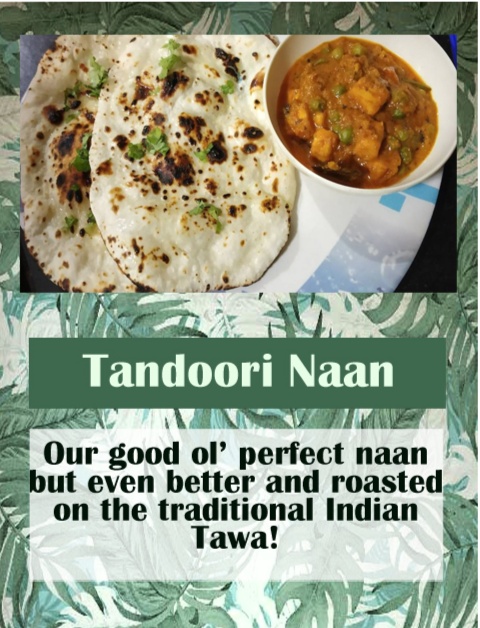 Tandoori Naan
Our good ol’ perfect naan
but even better and roasted
on the traditional Indian
Tawa!